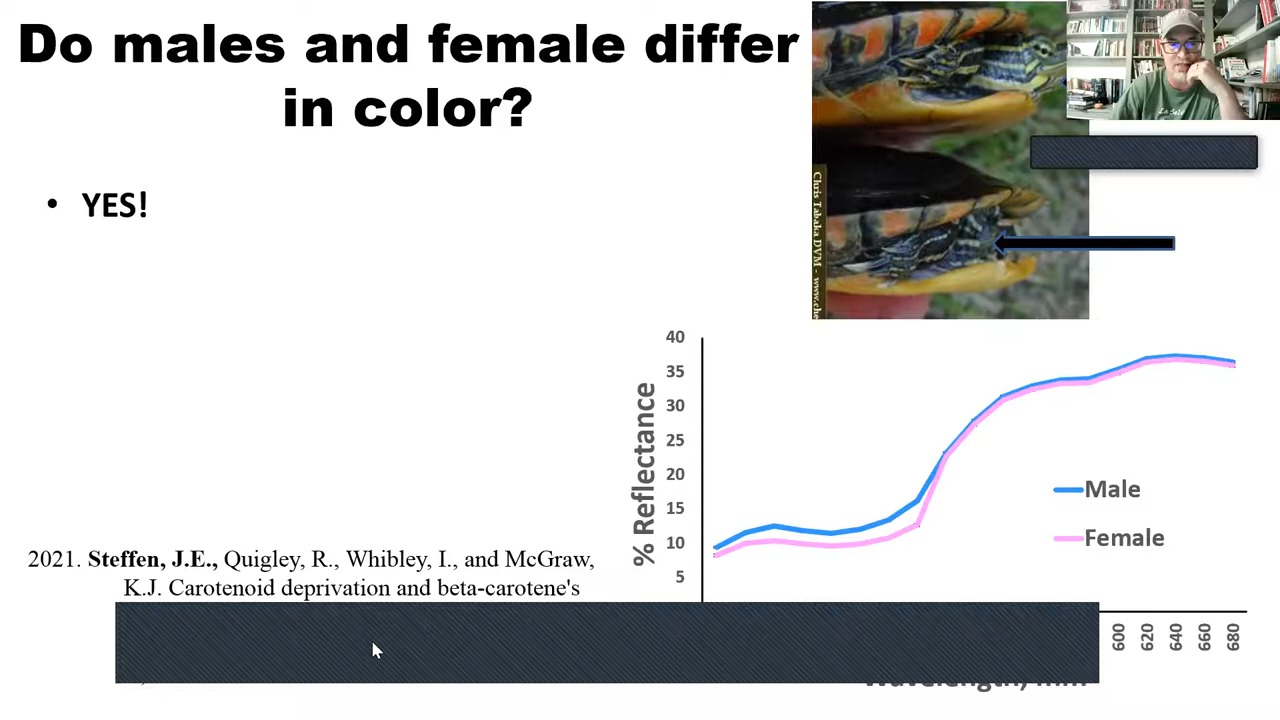 Do males and female differ
in color?
• YES!
Chris Tabaka DVM - www.che
40
35
30
25
20
15
10
5
% Reflectance
Male
Female
600
620
640
660
680
2021. Steffen, J.E., Quigley, R., Whibley, I., and McGraw,
K.J. Carotenoid deprivation and beta-carotene's